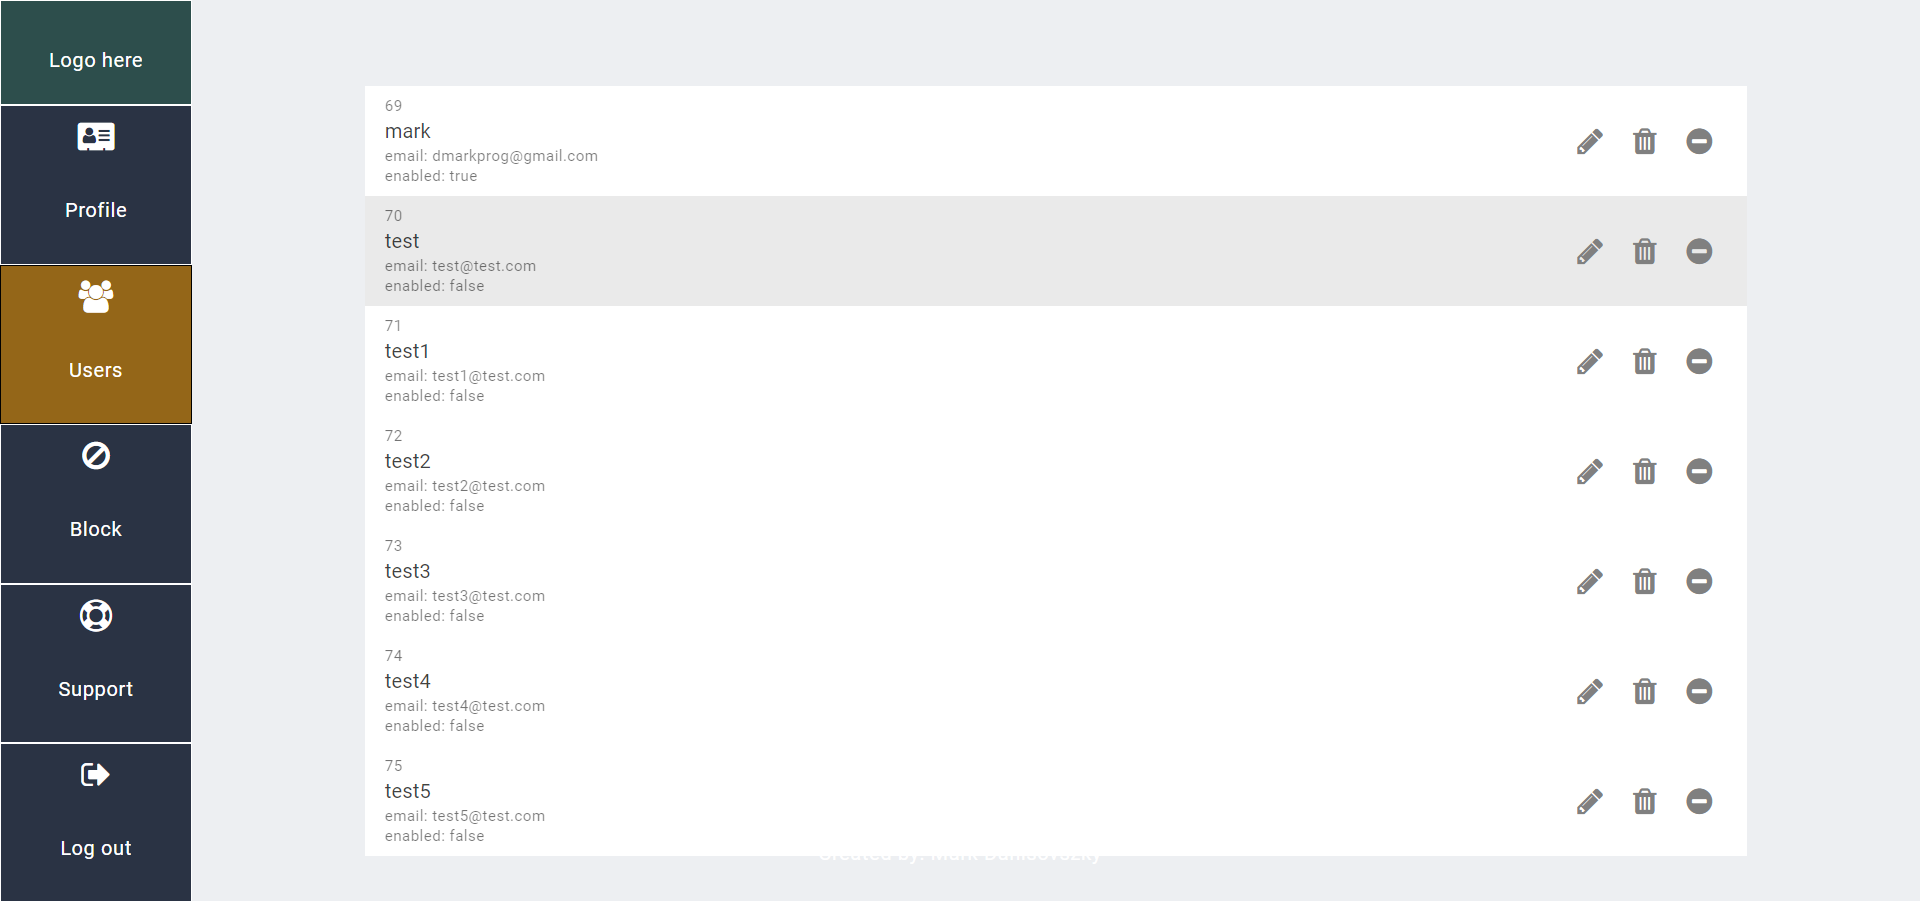 Logo here
Profile
Users
Block
Support
Log out
69
mark
email: dmarkprog@gmail.com
enabled: true
70
test
email: test@test.com
enabled: false
71
test1
email: test1@test.com
enabled: false
72
test2
email: test2@test.com
enabled: false
73
test3
email: test3@test.com
enabled: false
74
test4
email: test4@test.com
enabled: false
75
test5
email: test5@test.com
enabled: false
Created by: Mark